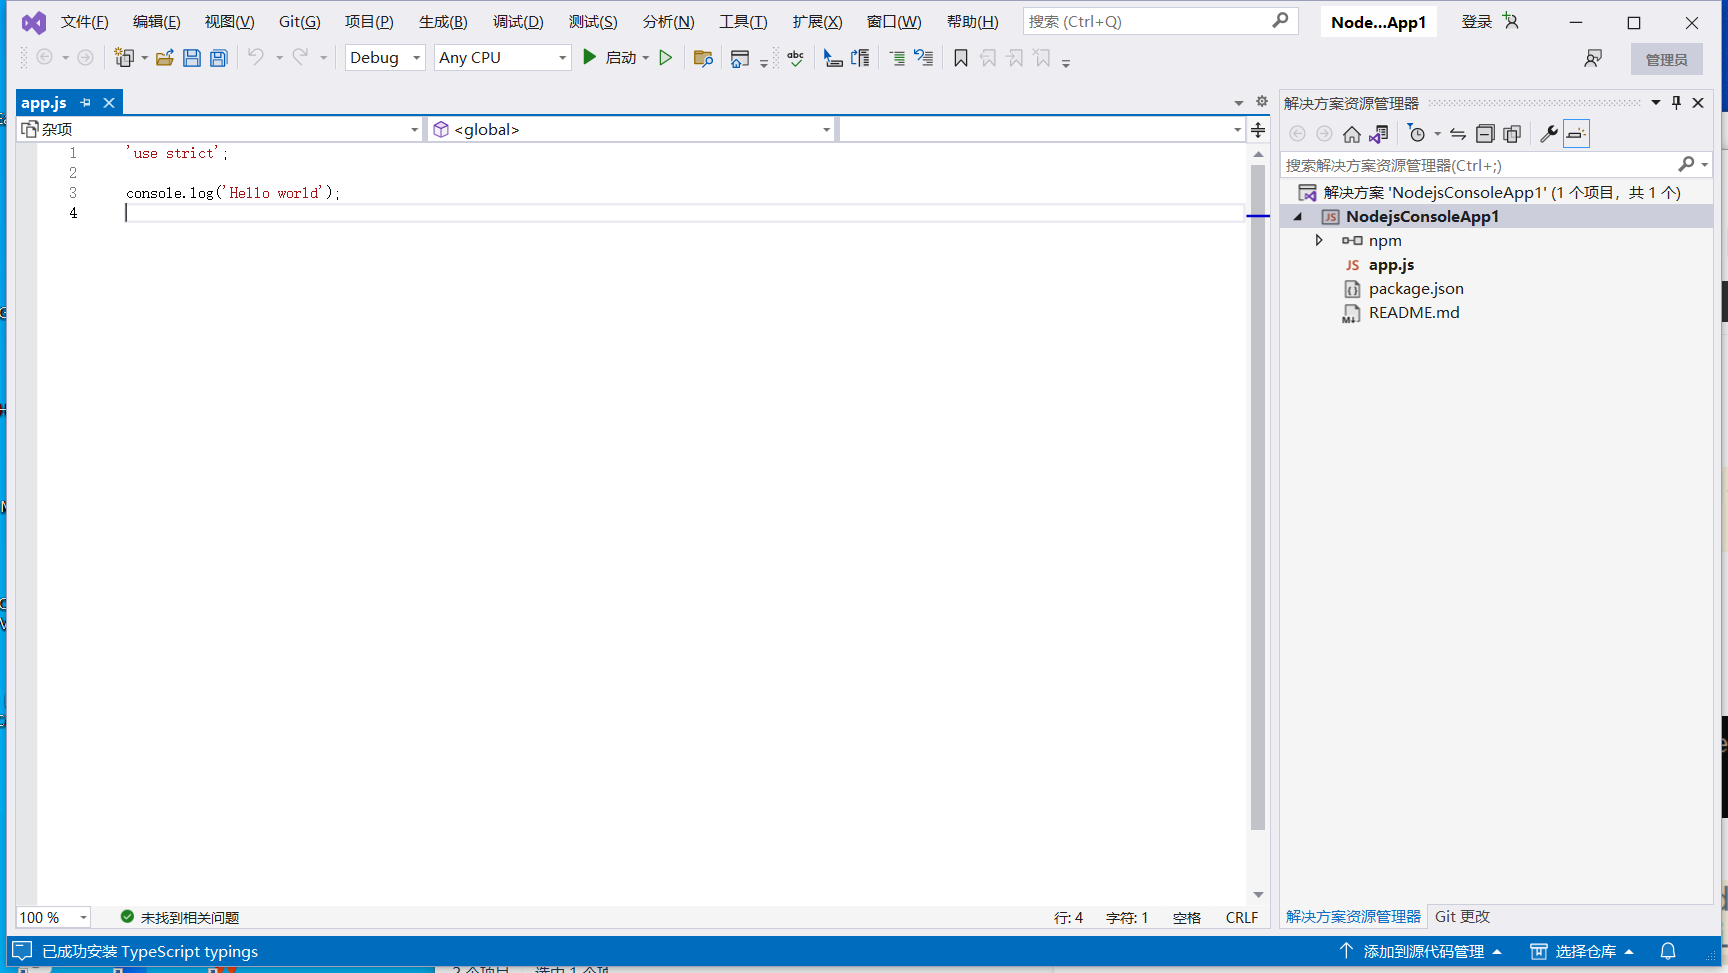 文件(F) 编辑(E) 视图(V) Git(G) 项目(P) 生成(B) 调试(D) 测试(S) 分析(N) 工具(T) 扩展(X) 窗口(W) 帮助(H) 搜索 (Ctrl+Q) Node...App1 登录
Debug Any CPU 启动 abc 管理员
app.js
杂项 <global>
1 'use strict';
2
3 console.log('Hello world');
4
解决方案资源管理器
搜索解决方案资源管理器(Ctrl+;)
解决方案 'NodejsConsoleApp1' (1 个项目，共 1 个)
JS NodejsConsoleApp1
npm
JS app.js
package.json
README.md
100 % 未找到相关问题 行: 4 字符: 1 空格 CRLF
解决方案资源管理器 Git 更改
已成功安装 TypeScript typings 添加到源代码管理 选择仓库